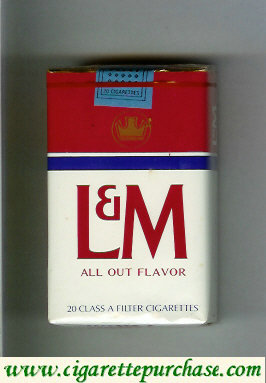 20 CIGARETTES
L&M
ALL OUT FLAVOR
20 CLASS A FILTER CIGARETTES
www.cigarettepurchase.com